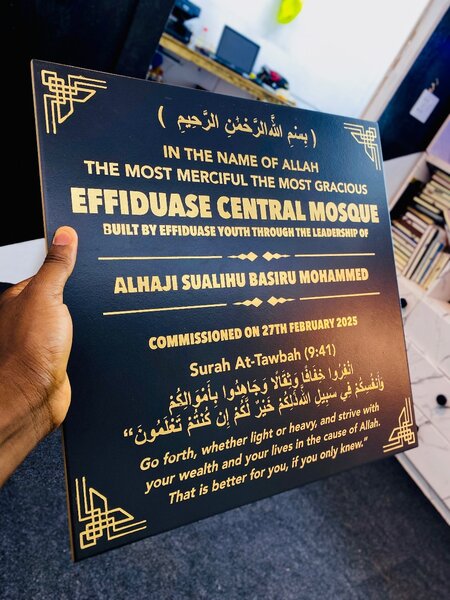 ( بِسْمِ اللَّهِ الرَّحْمَٰنِ الرَّحِيمِ )
IN THE NAME OF ALLAH
THE MOST MERCIFUL THE MOST GRACIOUS
EFFIDUASE CENTRAL MOSQUE
BUILT BY EFFIDUASE YOUTH THROUGH THE LEADERSHIP OF
ALHAJI SUALIHU BASIRU MOHAMMED
COMMISSIONED ON 27TH FEBRUARY 2025
Surah At-Tawbah (9:41)
انْفِرُوا خِفَافًا وَثِقَالًا وَجَاهِدُوا بِأَمْوَالِكُمْ
وَأَنْفُسِكُمْ فِي سَبِيلِ اللَّهِ ذَٰلِكُمْ خَيْرٌ لَّكُمْ إِن كُنتُمْ تَعْلَمُونَ“
Go forth, whether light or heavy, and strive with
your wealth and your lives in the cause of Allah.
That is better for you, if you only knew.”